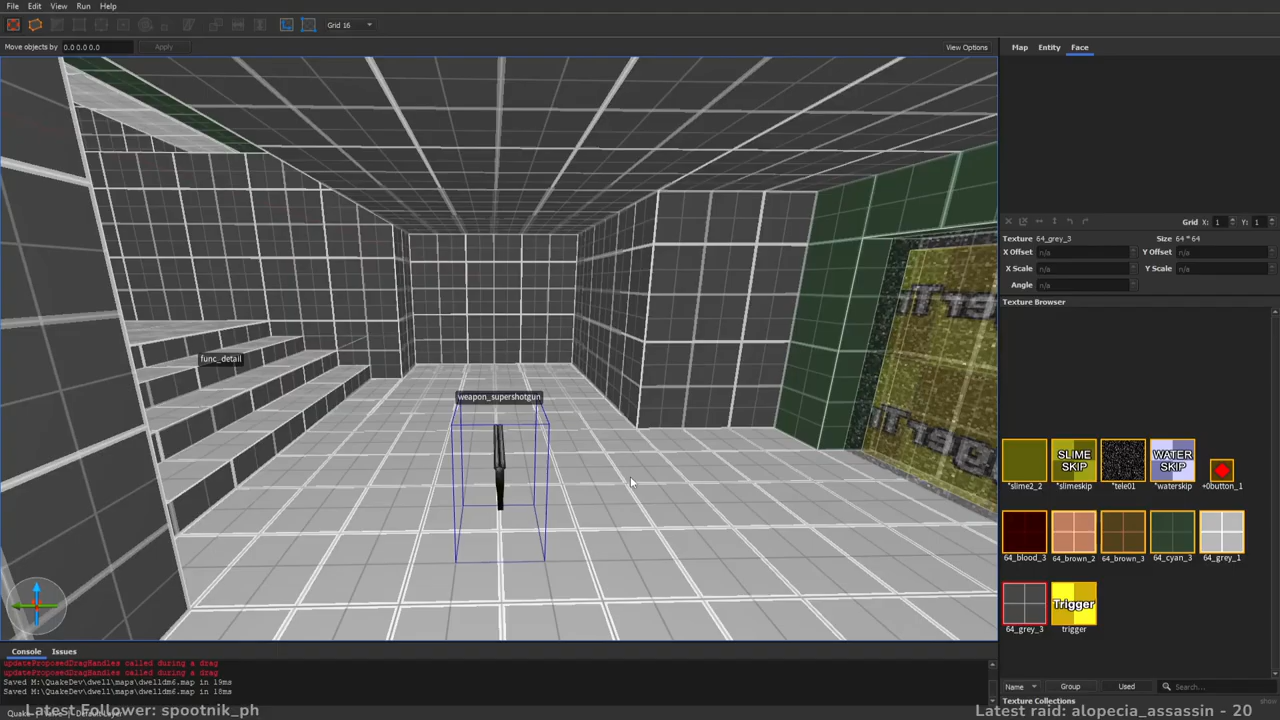 File Edit View Run Help
Grid 16
Move objects by 0.0 0.0 0.0 Apply View Options
Map Entity Face
func_detail
weapon_supershotgun
Grid X: 1 Y: 1
Texture 64_grey_3 Size 64 * 64
X Offset n/a Y Offset n/a
X Scale n/a Y Scale n/a
Angle n/a
Texture Browser
SLIME SKIP
WATER SKIP
*slime2_2 *slimeskip *tele01 *waterskip +0button_1
64_blood_3 64_brown_2 64_brown_3 64_cyan_3 64_grey_1
Trigger
64_grey_3 trigger
Name Group Used Search...
Texture Collections show
Console Issues
updateProposedDragHandles called during a drag
updateProposedDragHandles called during a drag
Saved M:\QuakeDev\dwell\maps\dwelldm6.map in 19ms
Saved M:\QuakeDev\dwell\maps\dwelldm6.map in 18ms
Latest Follower: spootnik_ph
Latest raid: alopecia_assassin - 20